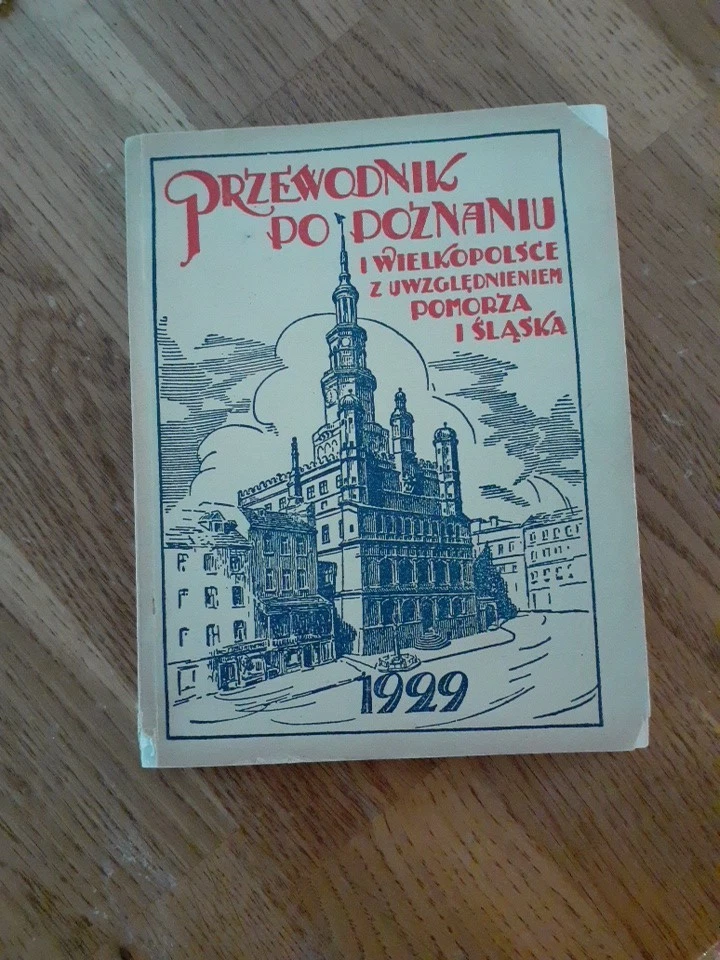 PRZEWODNIK
PO POZNANIU
I WIELKOPOLSCE
Z UWZGLĘDNIENIEM
POMORZA
I ŚLĄSKA
1929